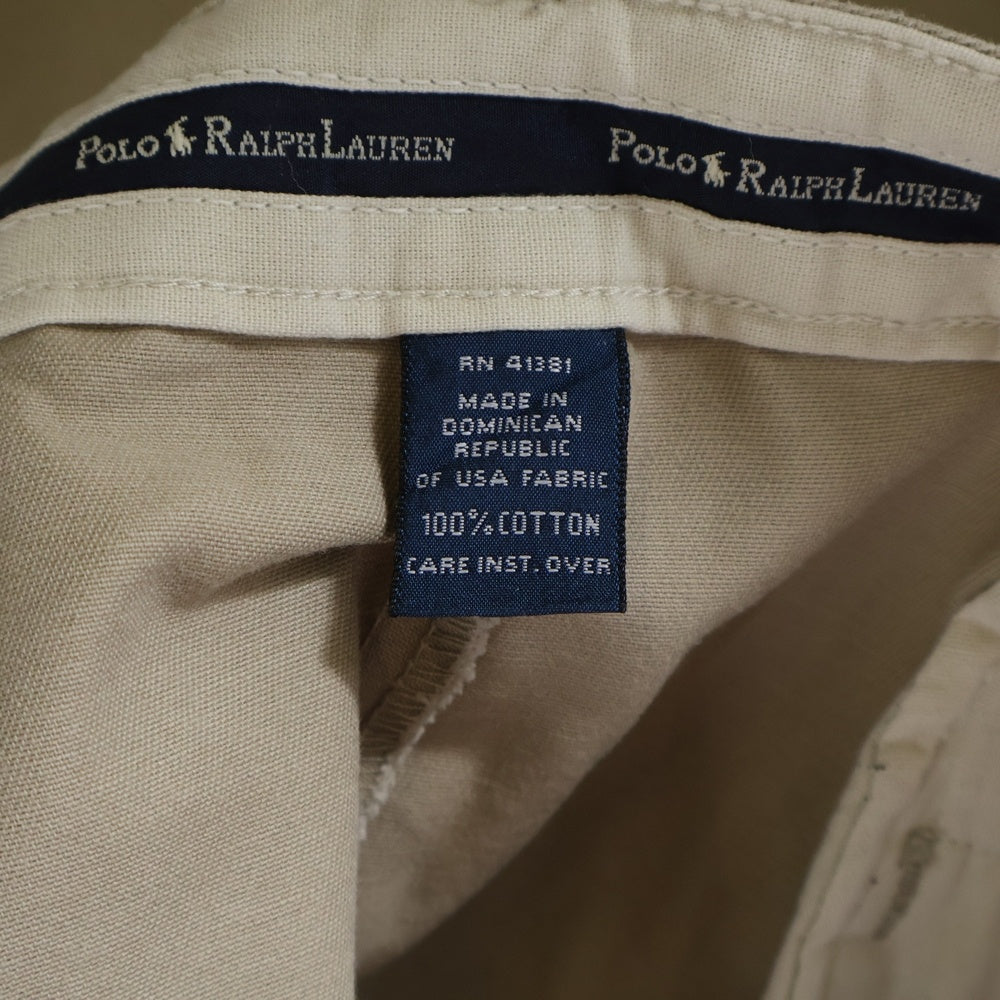 POLO RALPH LAUREN
POLO RALPH LAUREN
RN 41381
MADE IN
DOMINICAN
REPUBLIC
OF USA FABRIC
100% COTTON
CARE INST. OVER